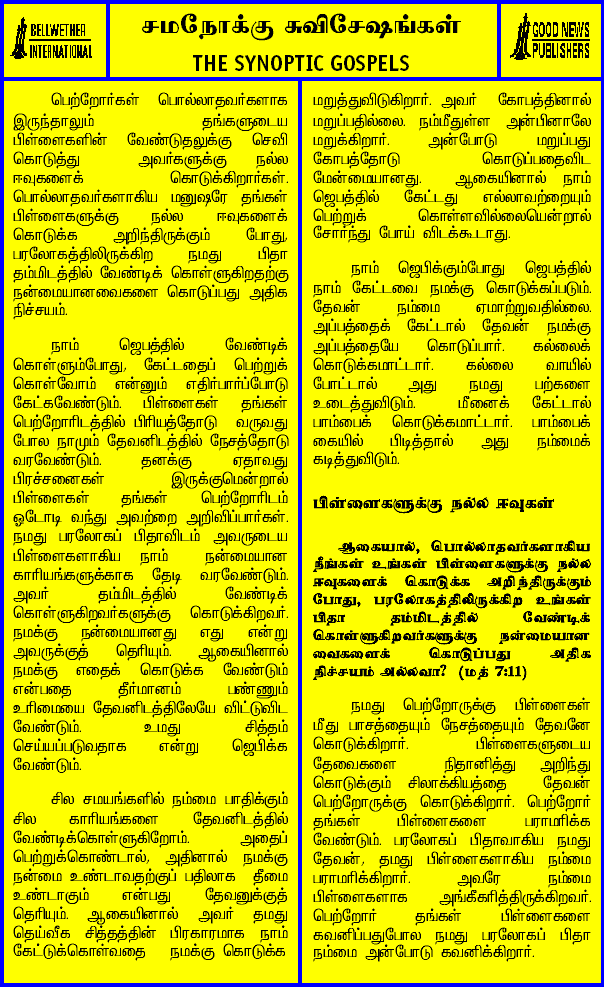 BELLWETHER
INTERNATIONAL
சமநோக்கு சுவிசேஷங்கள்
THE SYNOPTIC GOSPELS
GOOD NEWS
PUBLISHERS
பெற்றோர்கள் பொல்லாதவர்களாக
இருந்தாலும் தங்களுடைய
பிள்ளைகளின் வேண்டுதலுக்கு செவி
கொடுத்து அவர்களுக்கு நல்ல
ஈவுகளைக் கொடுக்கிறார்கள்.
பொல்லாதவர்களாகிய மனுஷரே தங்கள்
பிள்ளைகளுக்கு நல்ல ஈவுகளைக்
கொடுக்க அறிந்திருக்கும் போது,
பரலோகத்திலிருக்கிற நமது பிதா
தம்மிடத்தில் வேண்டிக் கொள்ளுகிறதற்கு
நன்மையானவைகளை கொடுப்பது அதிக
நிச்சயம்.
நாம் ஜெபத்தில் வேண்டிக்
கொள்ளும்போது, கேட்டதைப் பெற்றுக்
கொள்வோம் என்னும் எதிர்பார்ப்போடு
கேட்கவேண்டும். பிள்ளைகள் தங்கள்
பெற்றோரிடத்தில் பிரியத்தோடு வருவது
போல நாமும் தேவனிடத்தில் நேசத்தோடு
வரவேண்டும். தனக்கு ஏதாவது
பிரச்சனைகள் இருக்குமென்றால்
பிள்ளைகள் தங்கள் பெற்றோரிடம்
ஓடோடி வந்து அவற்றை அறிவிப்பார்கள்.
நமது பரலோகப் பிதாவிடம் அவருடைய
பிள்ளைகளாகிய நாம் நன்மையான
காரியங்களுக்காக தேடி வரவேண்டும்.
அவர் தம்மிடத்தில் வேண்டிக்
கொள்ளுகிறவர்களுக்கு கொடுக்கிறவர்.
நமக்கு நன்மையானது எது என்று
அவருக்குத் தெரியும். ஆகையினால்
நமக்கு எதைக் கொடுக்க வேண்டும்
என்பதை தீர்மானம் பண்ணும்
உரிமையை தேவனிடத்திலேயே விட்டுவிட
வேண்டும். உமது சித்தம்
செய்யப்படுவதாக என்று ஜெபிக்க
வேண்டும்.
சில சமயங்களில் நம்மை பாதிக்கும்
சில காரியங்களை தேவனிடத்தில்
வேண்டிக்கொள்ளுகிறோம். அதைப்
பெற்றுக்கொண்டால், அதினால் நமக்கு
நன்மை உண்டாவதற்குப் பதிலாக தீமை
உண்டாகும் என்பது தேவனுக்குத்
தெரியும். ஆகையினால் அவர் தமது
தெய்வீக சித்தத்தின் பிரகாரமாக நாம்
கேட்டுக்கொள்வதை நமக்கு கொடுக்க
மறுத்துவிடுகிறார். அவர் கோபத்தினால்
மறுப்பதில்லை. நம்மீதுள்ள அன்பினாலே
மறுக்கிறார். அன்போடு மறுப்பது
கோபத்தோடு கொடுப்பதைவிட
மேன்மையானது. ஆகையினால் நாம்
ஜெபத்தில் கேட்டது எல்லாவற்றையும்
பெற்றுக் கொள்ளவில்லையென்றால்
சோர்ந்து போய் விடக்கூடாது.
நாம் ஜெபிக்கும்போது ஜெபத்தில்
நாம் கேட்டவை நமக்கு கொடுக்கப்படும்.
தேவன் நம்மை ஏமாற்றுவதில்லை.
அப்பத்தைக் கேட்டால் தேவன் நமக்கு
அப்பத்தையே கொடுப்பார். கல்லைக்
கொடுக்கமாட்டார். கல்லை வாயில்
போட்டால் அது நமது பற்களை
உடைத்துவிடும். மீனைக் கேட்டால்
பாம்பைக் கொடுக்கமாட்டார். பாம்பைக்
கையில் பிடித்தால் அது நம்மைக்
கடித்துவிடும்.
பிள்ளைகளுக்கு நல்ல ஈவுகள்
ஆகையால், பொல்லாதவர்களாகிய
நீங்கள் உங்கள் பிள்ளைகளுக்கு நல்ல
ஈவுகளைக் கொடுக்க அறிந்திருக்கும்
போது, பரலோகத்திலிருக்கிற உங்கள்
பிதா தம்மிடத்தில் வேண்டிக்
கொள்ளுகிறவர்களுக்கு நன்மையான
வைகளைக் கொடுப்பது அதிக
நிச்சயம் அல்லவா? (மத் 7:11)
நமது பெற்றோருக்கு பிள்ளைகள்
மீது பாசத்தையும் நேசத்தையும் தேவனே
கொடுக்கிறார். பிள்ளைகளுடைய
தேவைகளை நிதானித்து அறிந்து
கொடுக்கும் சிலாக்கியத்தை தேவன்
பெற்றோருக்கு கொடுக்கிறார். பெற்றோர்
தங்கள் பிள்ளைகளை பராமரிக்க
வேண்டும். பரலோகப் பிதாவாகிய நமது
தேவன், தமது பிள்ளைகளாகிய நம்மை
பராமரிக்கிறார். அவரே நம்மை
பிள்ளைகளாக அங்கீகரித்திருக்கிறவர்.
பெற்றோர் தங்கள் பிள்ளைகளை
கவனிப்பதுபோல நமது பரலோகப் பிதா
நம்மை அன்போடு கவனிக்கிறார்.